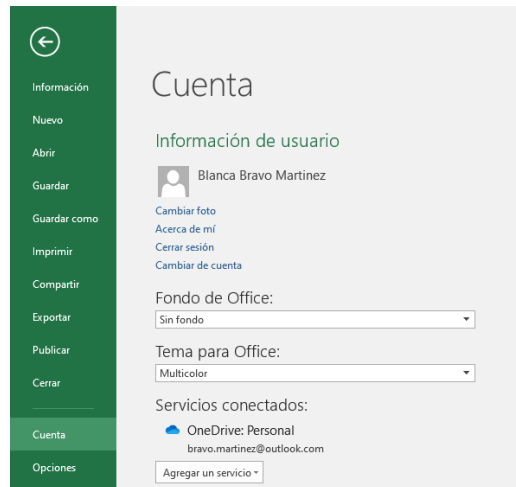 Información
Nuevo
Abrir
Guardar
Guardar como
Imprimir
Compartir
Exportar
Publicar
Cerrar
Cuenta
Opciones
Cuenta
Información de usuario
Blanca Bravo Martinez
Cambiar foto
Acerca de mí
Cerrar sesión
Cambiar de cuenta
Fondo de Office:
Sin fondo
Tema para Office:
Multicolor
Servicios conectados:
OneDrive: Personal
bravo.martinez@outlook.com
Agregar un servicio